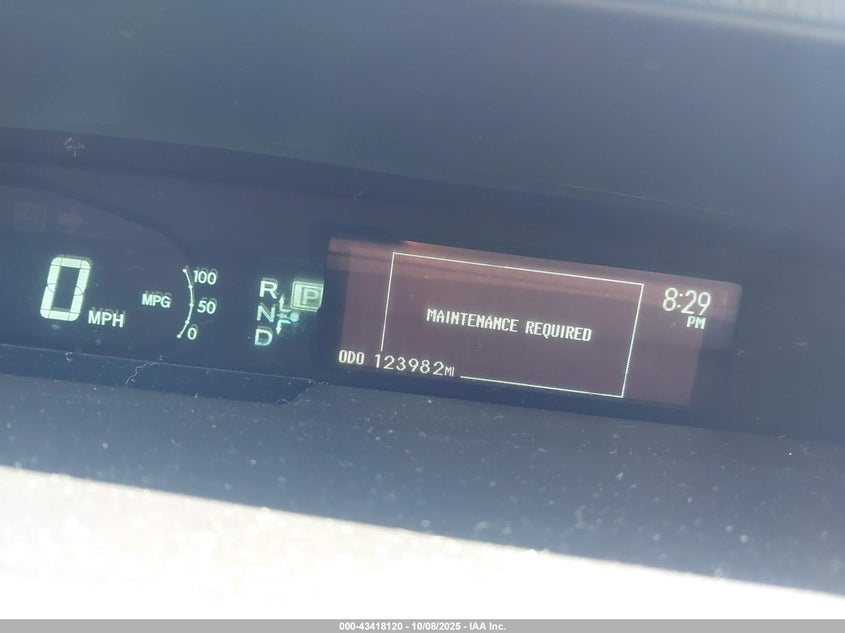 0 MPH
MPG
100
50
0
R
P
N
D
MAINTENANCE REQUIRED
8:29
PM
ODO 123982MI
000-43418120 - 10/08/2025 - IAA Inc.